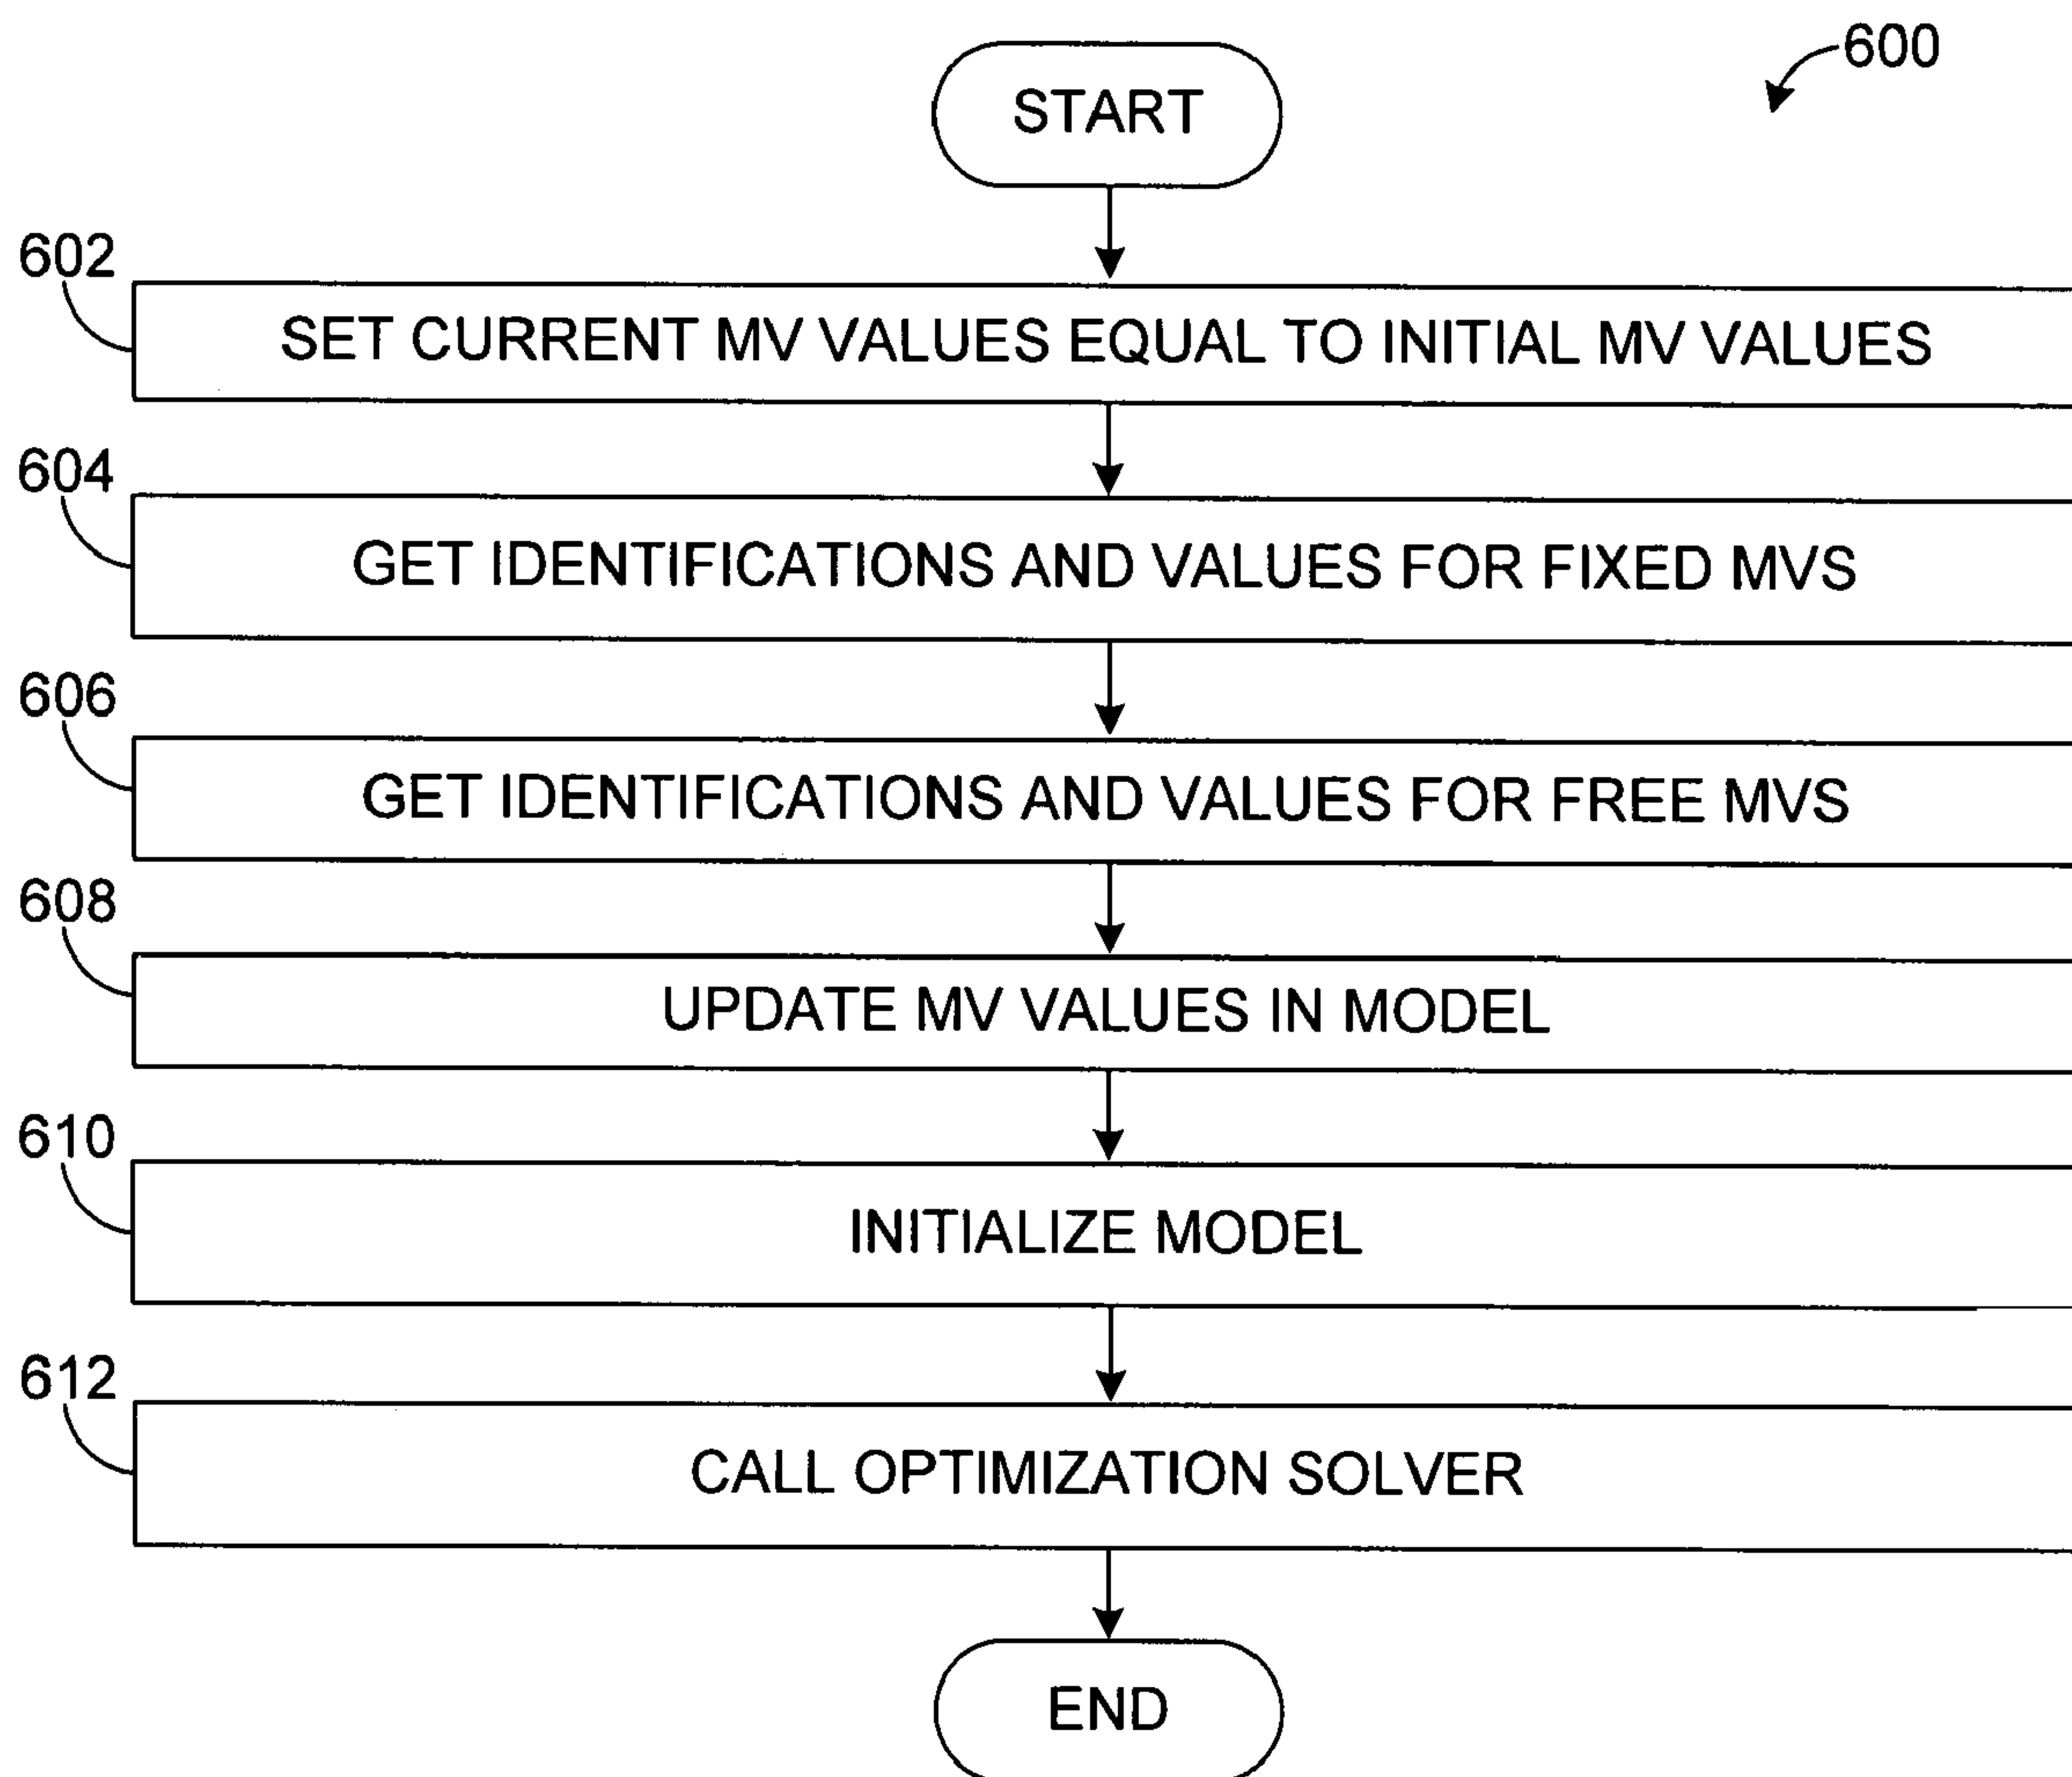 600
START
602
SET CURRENT MV VALUES EQUAL TO INITIAL MV VALUES
604
GET IDENTIFICATIONS AND VALUES FOR FIXED MVS
606
GET IDENTIFICATIONS AND VALUES FOR FREE MVS
608
UPDATE MV VALUES IN MODEL
610
INITIALIZE MODEL
612
CALL OPTIMIZATION SOLVER
END